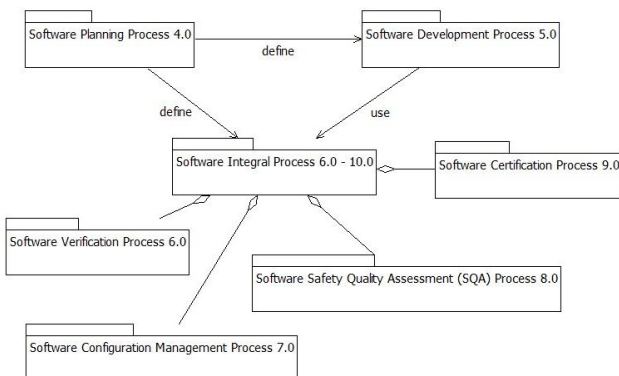 Software Planning Process 4.0
Software Development Process 5.0
define
define
use
Software Integral Process 6.0 - 10.0
Software Certification Process 9.0
Software Verification Process 6.0
Software Safety Quality Assessment (SQA) Process 8.0
Software Configuration Management Process 7.0